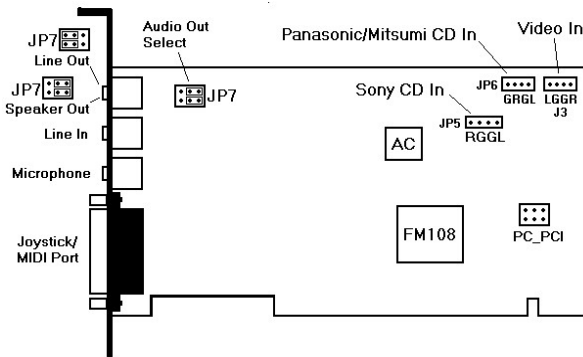 JP7
Line Out
JP7
Speaker Out
Line In
Microphone
Joystick/
MIDI Port
Audio Out
Select
JP7
Panasonic/Mitsumi CD In
Video In
JP6
GRGL
LGGR
J3
Sony CD In
JP5
RGGL
AC
FM108
PC_PCI